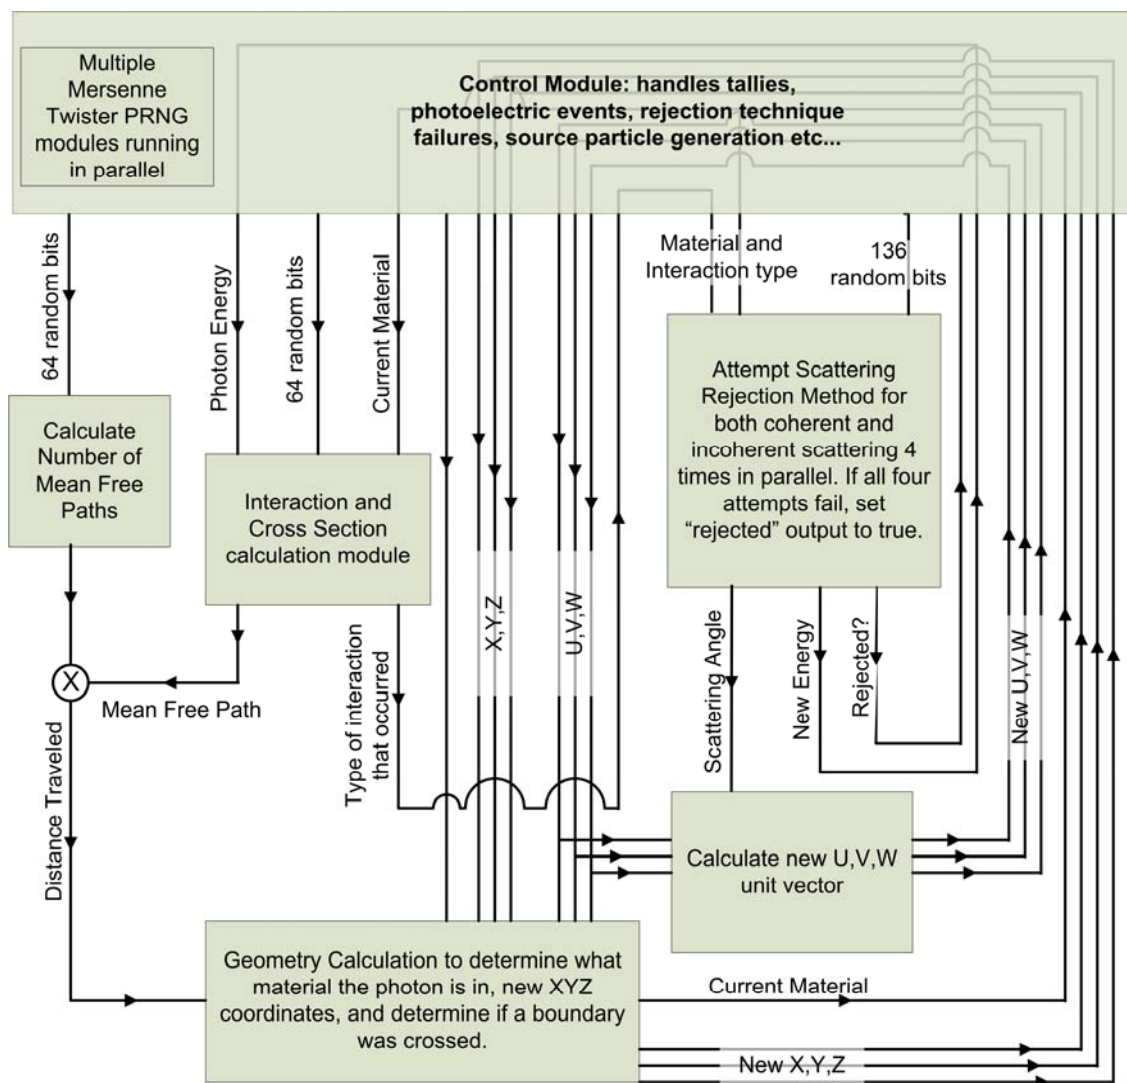 Multiple
Mersenne
Twister PRNG
modules running
in parallel
Control Module: handles tallies,
photoelectric events, rejection technique
failures, source particle generation etc...
64 random bits
Photon Energy
64 random bits
Current Material
Material and
Interaction type
136
random bits
Calculate
Number of
Mean Free
Paths
Interaction and
Cross Section
calculation module
Attempt Scattering
Rejection Method for
both coherent and
incoherent scattering 4
times in parallel. If all four
attempts fail, set
“rejected” output to true.
X,Y,Z
U,V,W
X
Mean Free Path
Type of interaction
that occurred
Scattering Angle
New Energy
Rejected?
New U,V,W
Distance Traveled
Calculate new U,V,W
unit vector
Geometry Calculation to determine what
material the photon is in, new XYZ
coordinates, and determine if a boundary
was crossed.
Current Material
New X,Y,Z